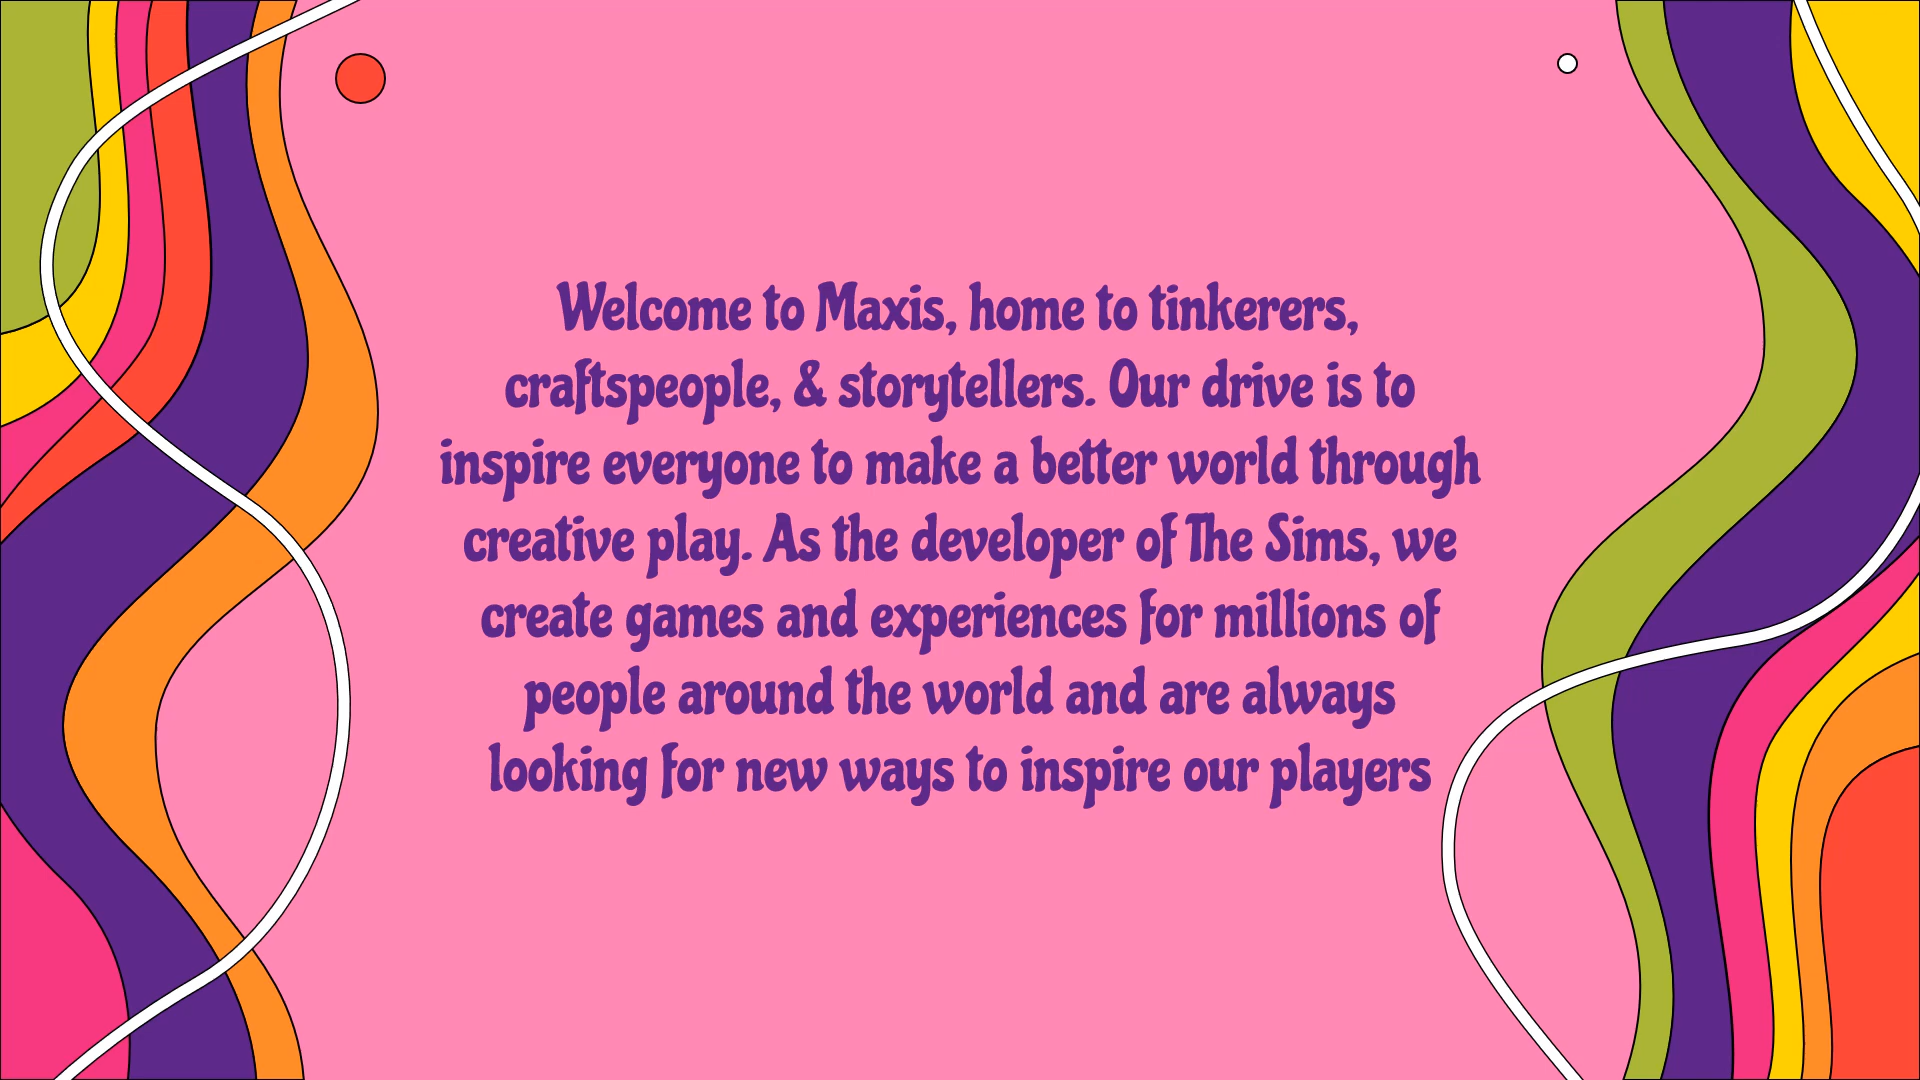 Welcome to Maxis, home to tinkerers,
craftspeople, & storytellers. Our drive is to
inspire everyone to make a better world through
creative play. As the developer of The Sims, we
create games and experiences for millions of
people around the world and are always
looking for new ways to inspire our players